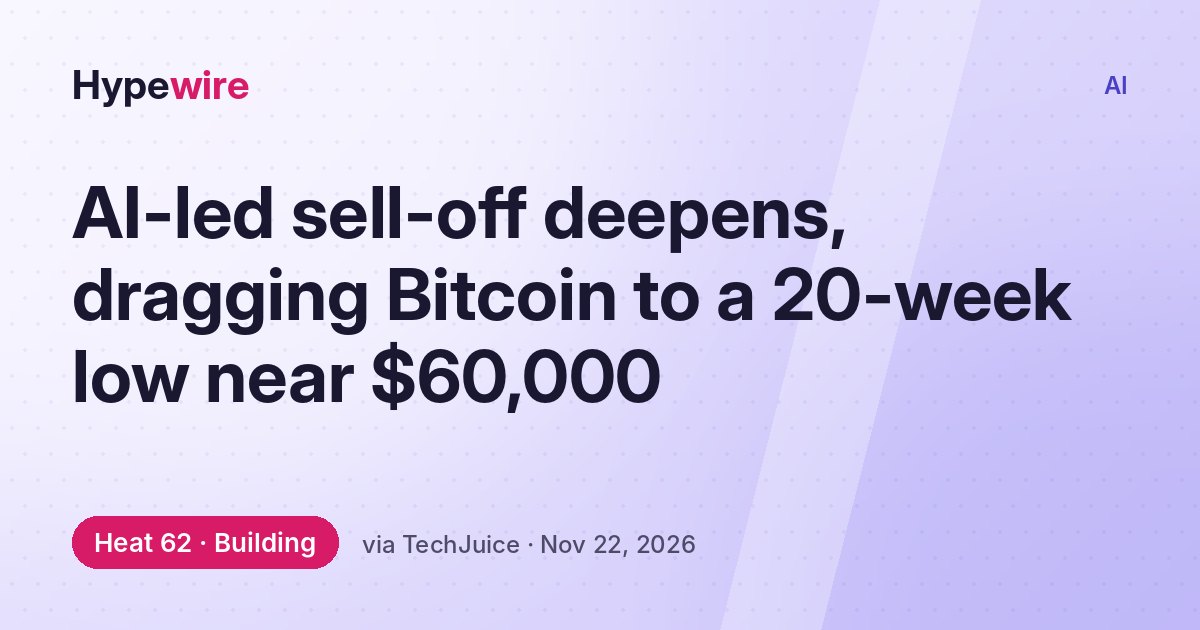 Hypewire
AI
AI-led sell-off deepens,
dragging Bitcoin to a 20-week
low near $60,000
Heat 62 · Building
via TechJuice · Nov 22, 2026